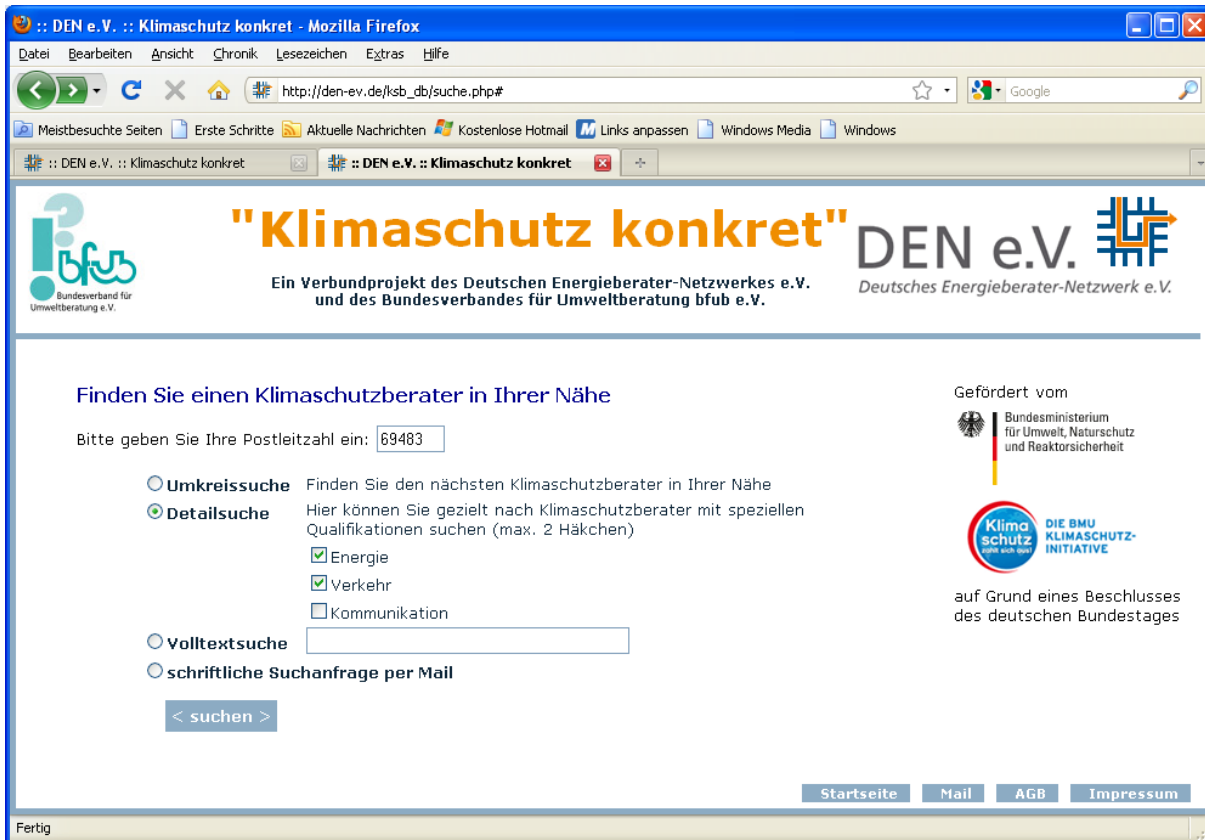 :: DEN e.V. :: Klimaschutz konkret - Mozilla Firefox
Datei Bearbeiten Ansicht Chronik Lesezeichen Extras Hilfe
http://den-ev.de/ksb_db/suche.php#
Google
Meistbesuchte Seiten Erste Schritte Aktuelle Nachrichten Kostenlose Hotmail Links anpassen Windows Media Windows
:: DEN e.V. :: Klimaschutz konkret
:: DEN e.V. :: Klimaschutz konkret
bfub
Bundesverband für
Umweltberatung e.V.
"Klimaschutz konkret"
Ein Verbundprojekt des Deutschen Energieberater-Netzwerkes e.V.
und des Bundesverbandes für Umweltberatung bfub e.V.
DEN e.V.
Deutsches Energieberater-Netzwerk e.V.
Finden Sie einen Klimaschutzberater in Ihrer Nähe
Bitte geben Sie Ihre Postleitzahl ein: 69483
Umkreissuche Finden Sie den nächsten Klimaschutzberater in Ihrer Nähe
Detailsuche Hier können Sie gezielt nach Klimaschutzberater mit speziellen
Qualifikationen suchen (max. 2 Häkchen)
Energie
Verkehr
Kommunikation
Volltextsuche
schriftliche Suchanfrage per Mail
< suchen >
Gefördert vom
Bundesministerium
für Umwelt, Naturschutz
und Reaktorsicherheit
Klima
schutz
zahlt sich aus!
DIE BMU
KLIMASCHUTZ-
INITIATIVE
auf Grund eines Beschlusses
des deutschen Bundestages
Startseite Mail AGB Impressum
Fertig